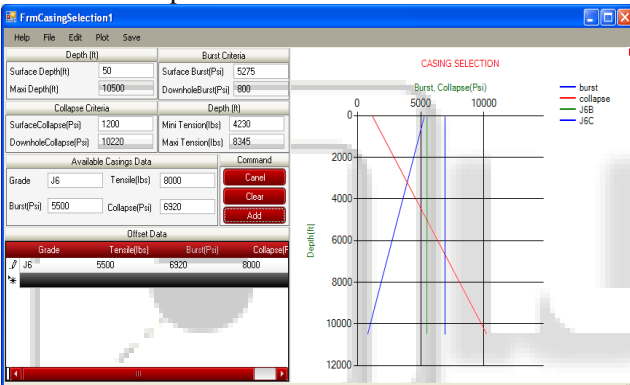 FrmCasingSelection1
Help File Edit Plot Save
Depth (ft) Burst Criteria
Surface Depth(ft) 50 Surface Burst(Psi) 5275
Maxi Depth(ft) 10500 DownholeBurst(Psi) 800
Collapse Criteria Depth (ft)
SurfaceCollapse(Psi) 1200 Mini Tension(lbs) 4230
DownholeCollapse(Psi) 10220 Maxi Tension(lbs) 8345
Available Casings Data Command
Grade J6 Tensile(lbs) 8000 Canel
Clear
Burst(Psi) 5500 Collapse(Psi) 6920 Add
Offset Data
Grade Tensile(lbs) Burst(Psi) Collapse(F
J6 5500 6920 8000
CASING SELECTION
Burst, Collapse(Psi)
0 5000 10000
burst
collapse
J6B
J6C
Depth(ft)
0
2000
4000
6000
8000
10000
12000